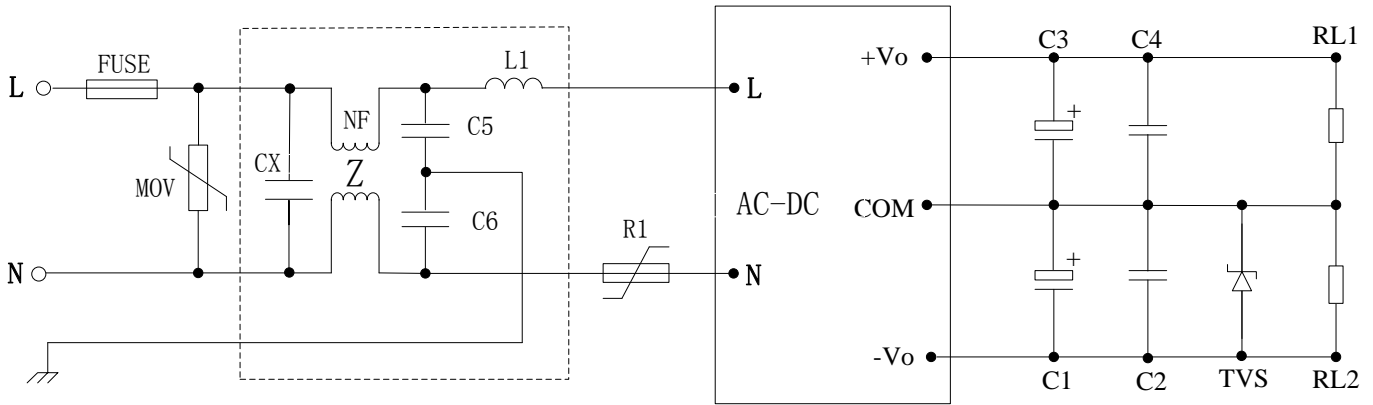 FUSE
L
MOV
N
CX
NF
Z
C5
C6
L1
R1
L
AC-DC
N
+Vo
COM
-Vo
C3
C4
RL1
C1
C2
TVS
RL2